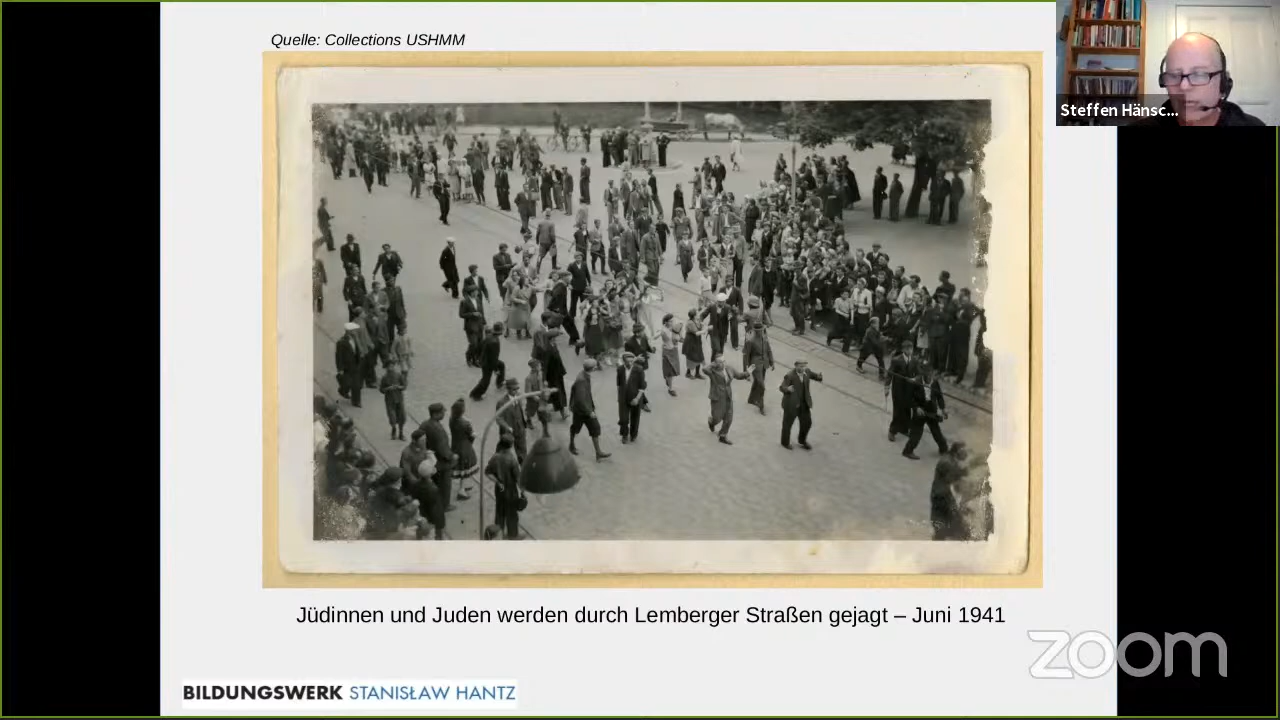 Quelle: Collections USHMM
Steffen Hänsc...
Jüdinnen und Juden werden durch Lemberger Straßen gejagt – Juni 1941
zoom
BILDUNGSWERK STANISŁAW HANTZ